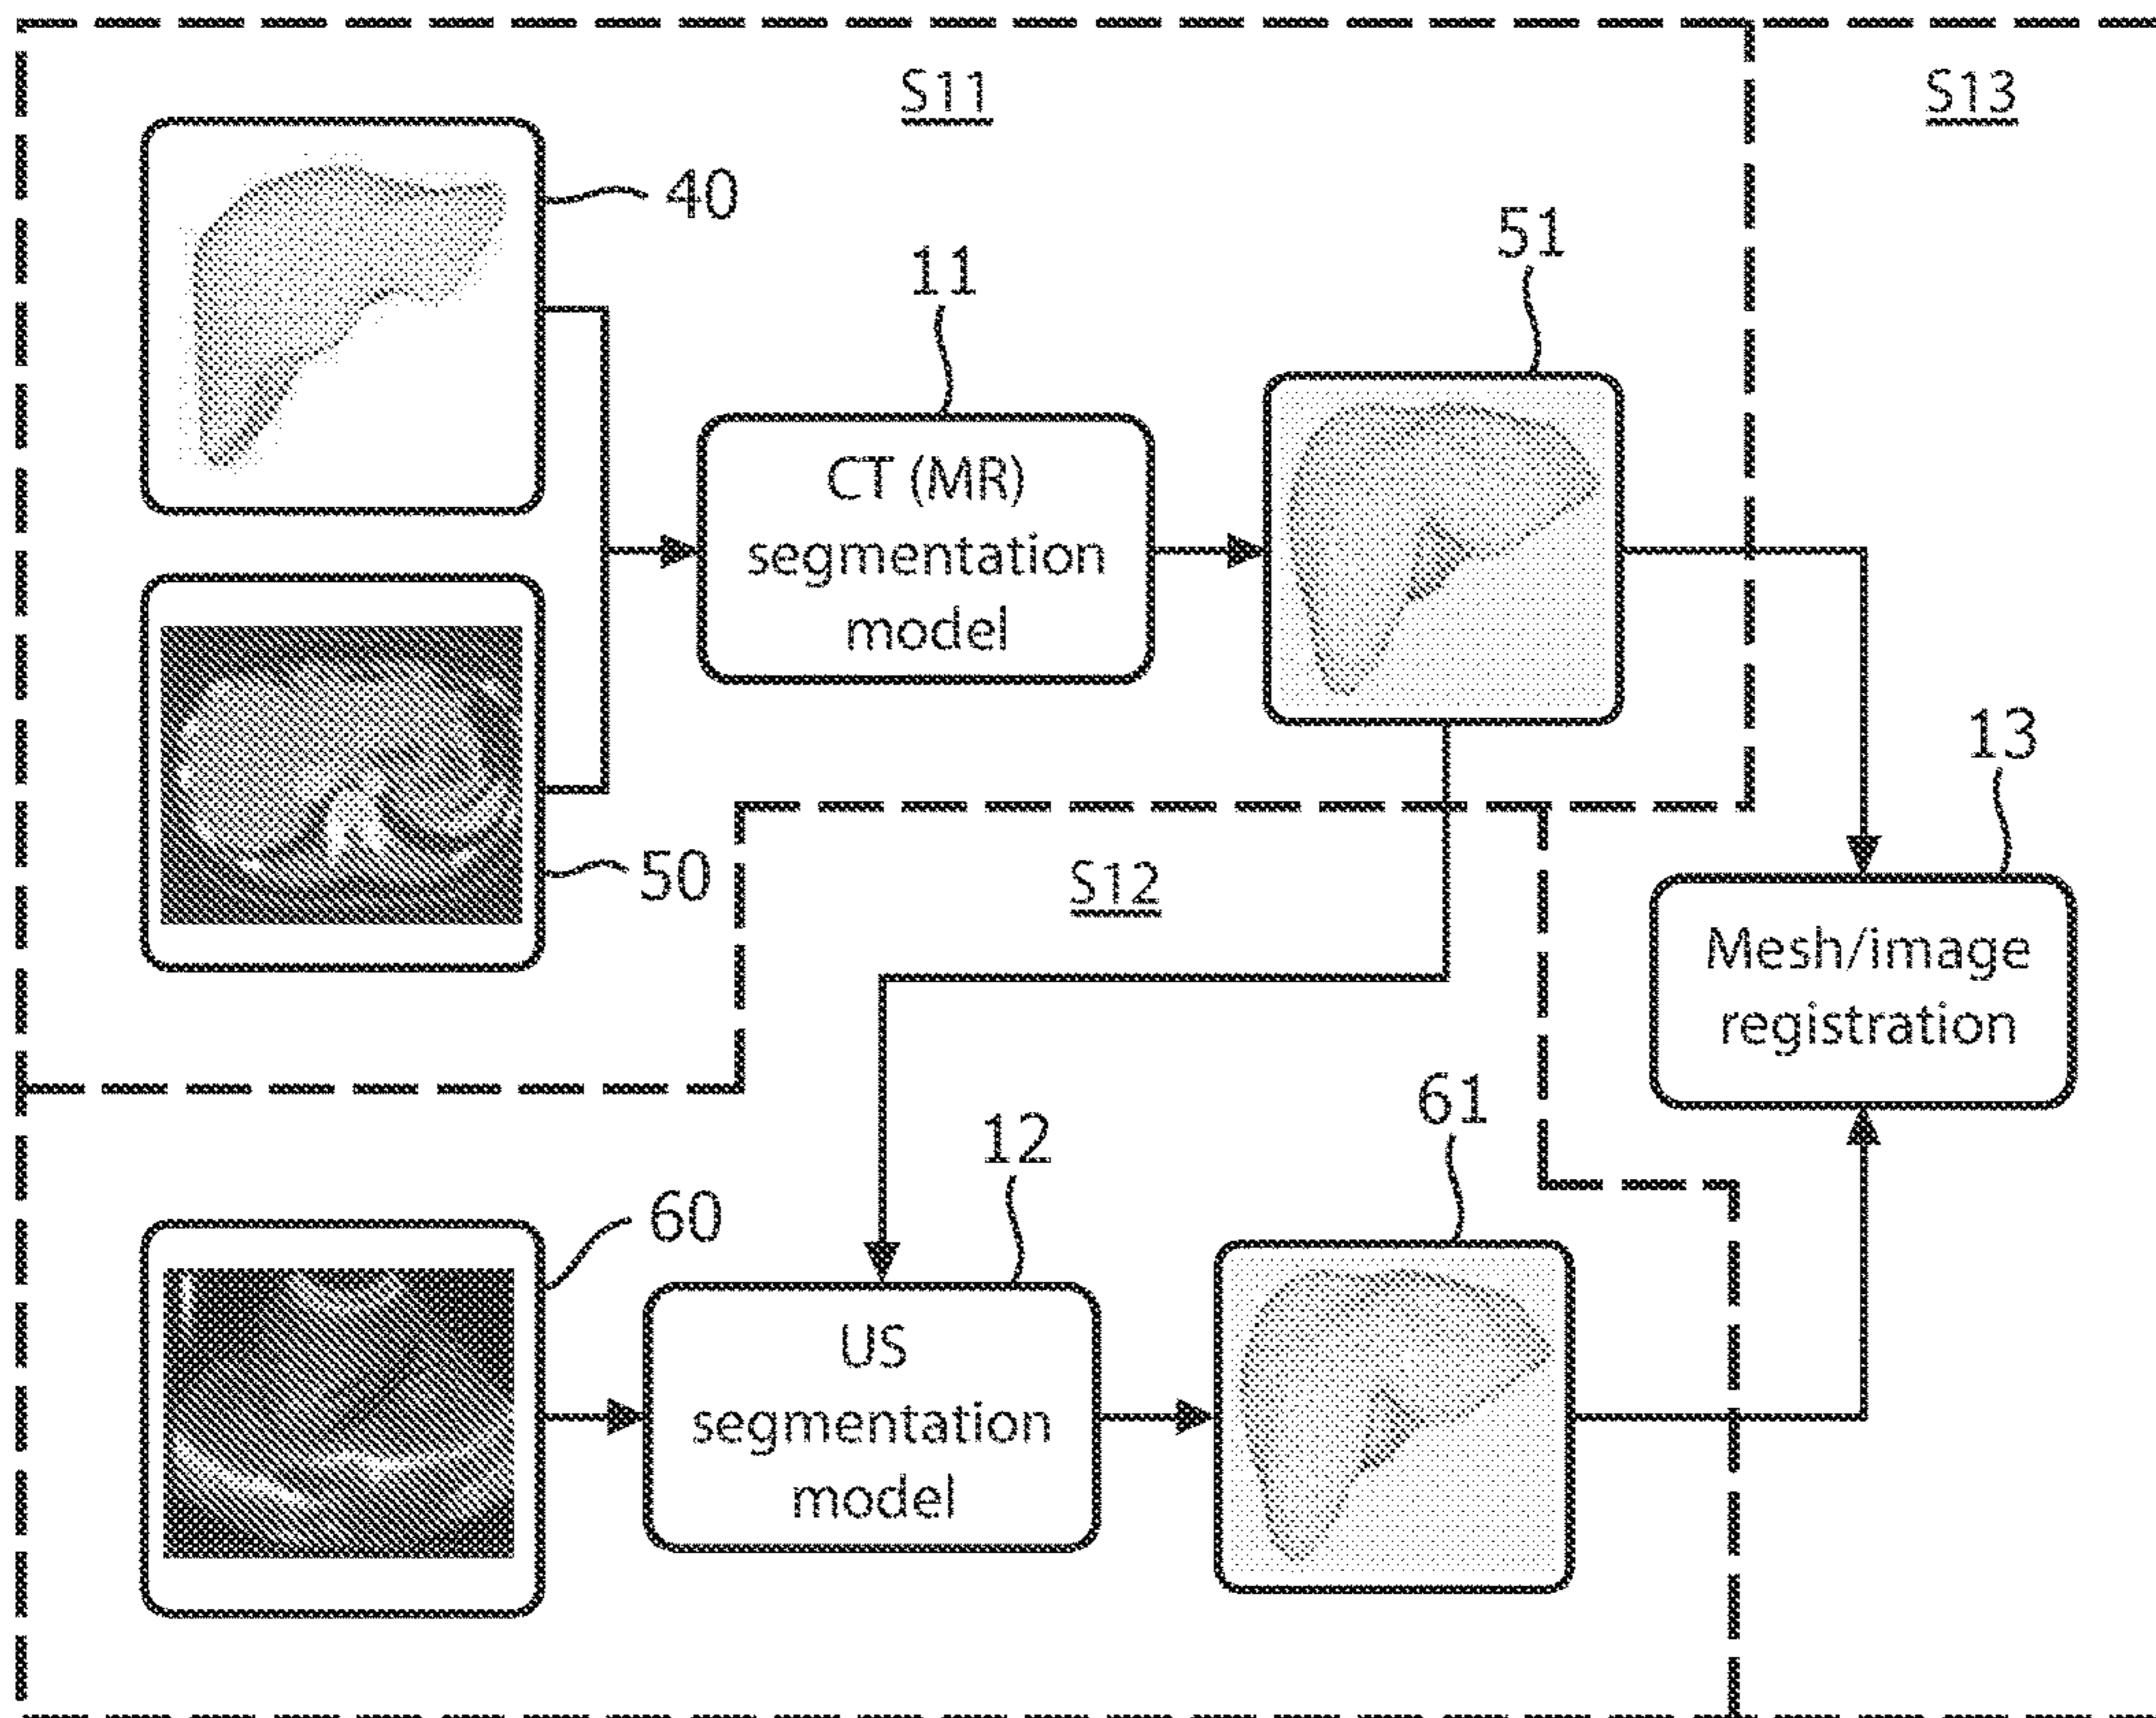 S11
S13
40
51
11
CT (MR)
segmentation
model
13
50
S12
Mesh/image
registration
61
12
60
US
segmentation
model